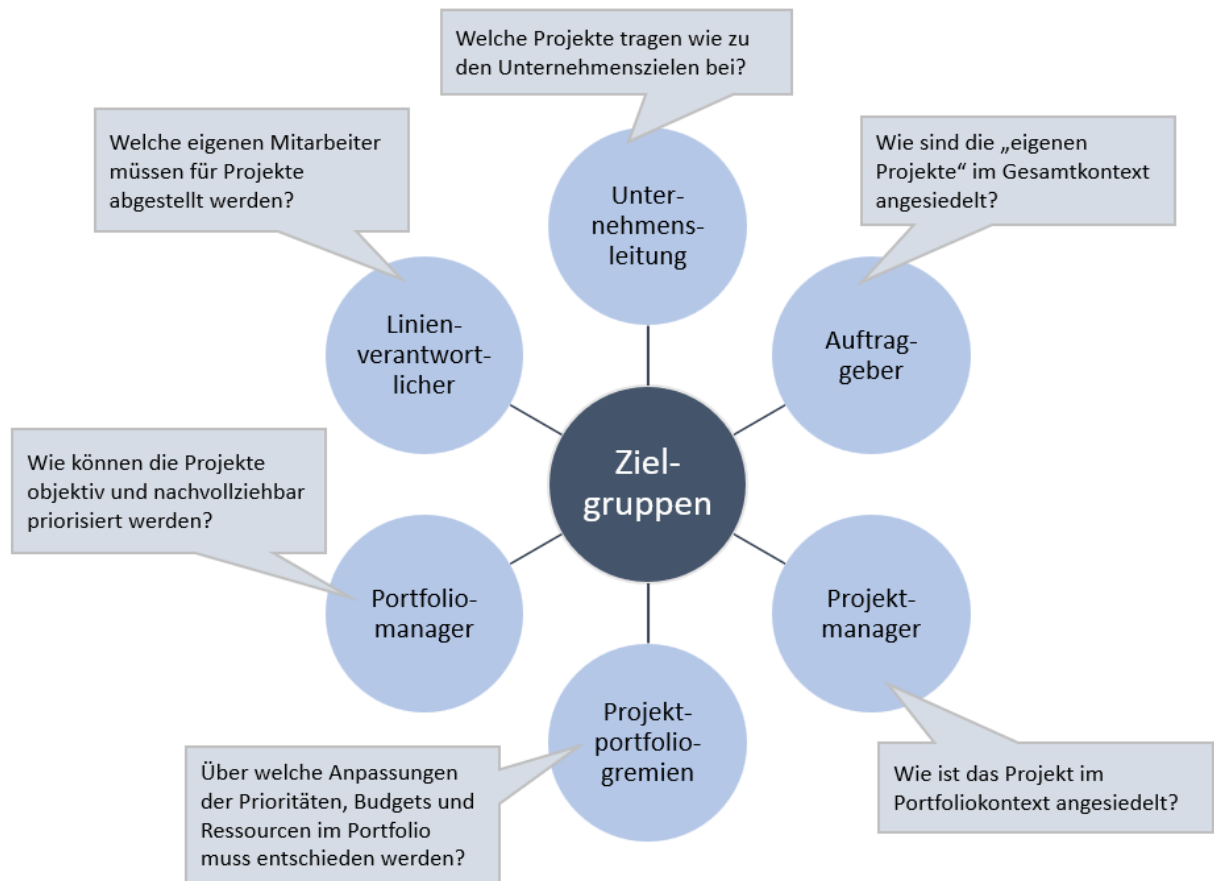 Welche Projekte tragen wie zu
den Unternehmenszielen bei?
Welche eigenen Mitarbeiter
müssen für Projekte
abgestellt werden?
Wie sind die „eigenen
Projekte“ im Gesamtkontext
angesiedelt?
Unter-
nehmens-
leitung
Linien-
verantwort-
licher
Auftrag-
geber
Ziel-
gruppen
Wie können die Projekte
objektiv und nachvollziehbar
priorisiert werden?
Portfolio-
manager
Projekt-
manager
Projekt-
portfolio-
gremien
Über welche Anpassungen
der Prioritäten, Budgets und
Ressourcen im Portfolio
muss entschieden werden?
Wie ist das Projekt im
Portfoliokontext angesiedelt?